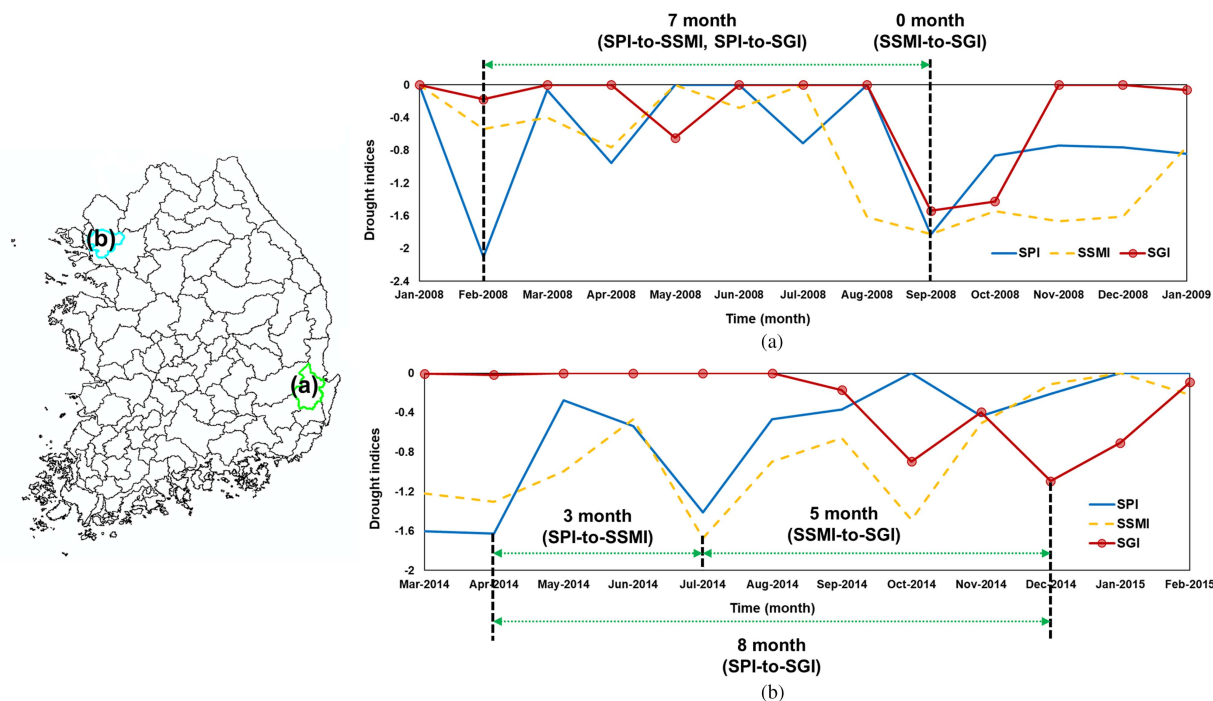 (b)
(a)
7 month
(SPI-to-SSMI, SPI-to-SGI)
0 month
(SSMI-to-SGI)
Drought indices
0
-0.4
-0.8
-1.2
-1.6
-2
-2.4
SPI SSMI SGI
Jan-2008 Feb-2008 Mar-2008 Apr-2008 May-2008 Jun-2008 Jul-2008 Aug-2008 Sep-2008 Oct-2008 Nov-2008 Dec-2008 Jan-2009
Time (month)
(a)
Drought indices
0
-0.4
-0.8
-1.2
-1.6
-2
3 month
(SPI-to-SSMI)
5 month
(SSMI-to-SGI)
SPI
SSMI
SGI
Mar-2014 Apr-2014 May-2014 Jun-2014 Jul-2014 Aug-2014 Sep-2014 Oct-2014 Nov-2014 Dec-2014 Jan-2015 Feb-2015
Time (month)
8 month
(SPI-to-SGI)
(b)